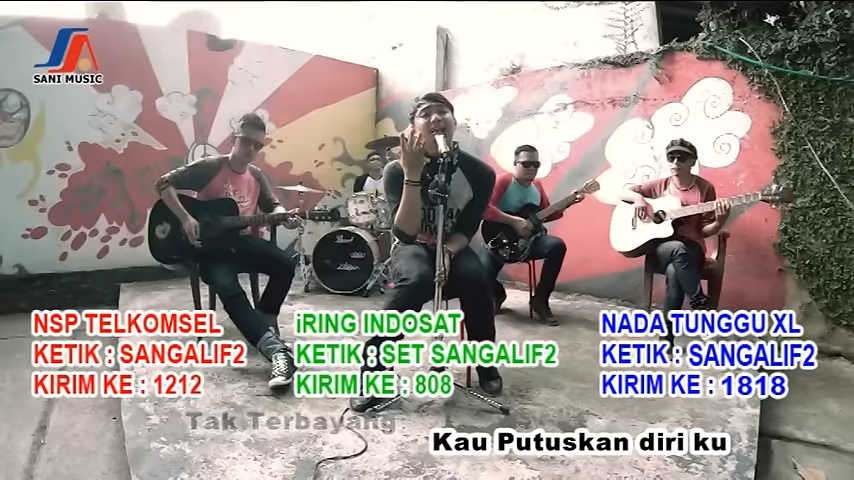 SANI MUSIC
NSP TELKOMSEL
KETIK : SANGALIF2
KIRIM KE : 1212
iRING INDOSAT
KETIK : SET SANGALIF2
KIRIM KE : 808
NADA TUNGGU XL
KETIK : SANGALIF2
KIRIM KE : 1818
Tak Terbayang
Kau Putuskan diri ku